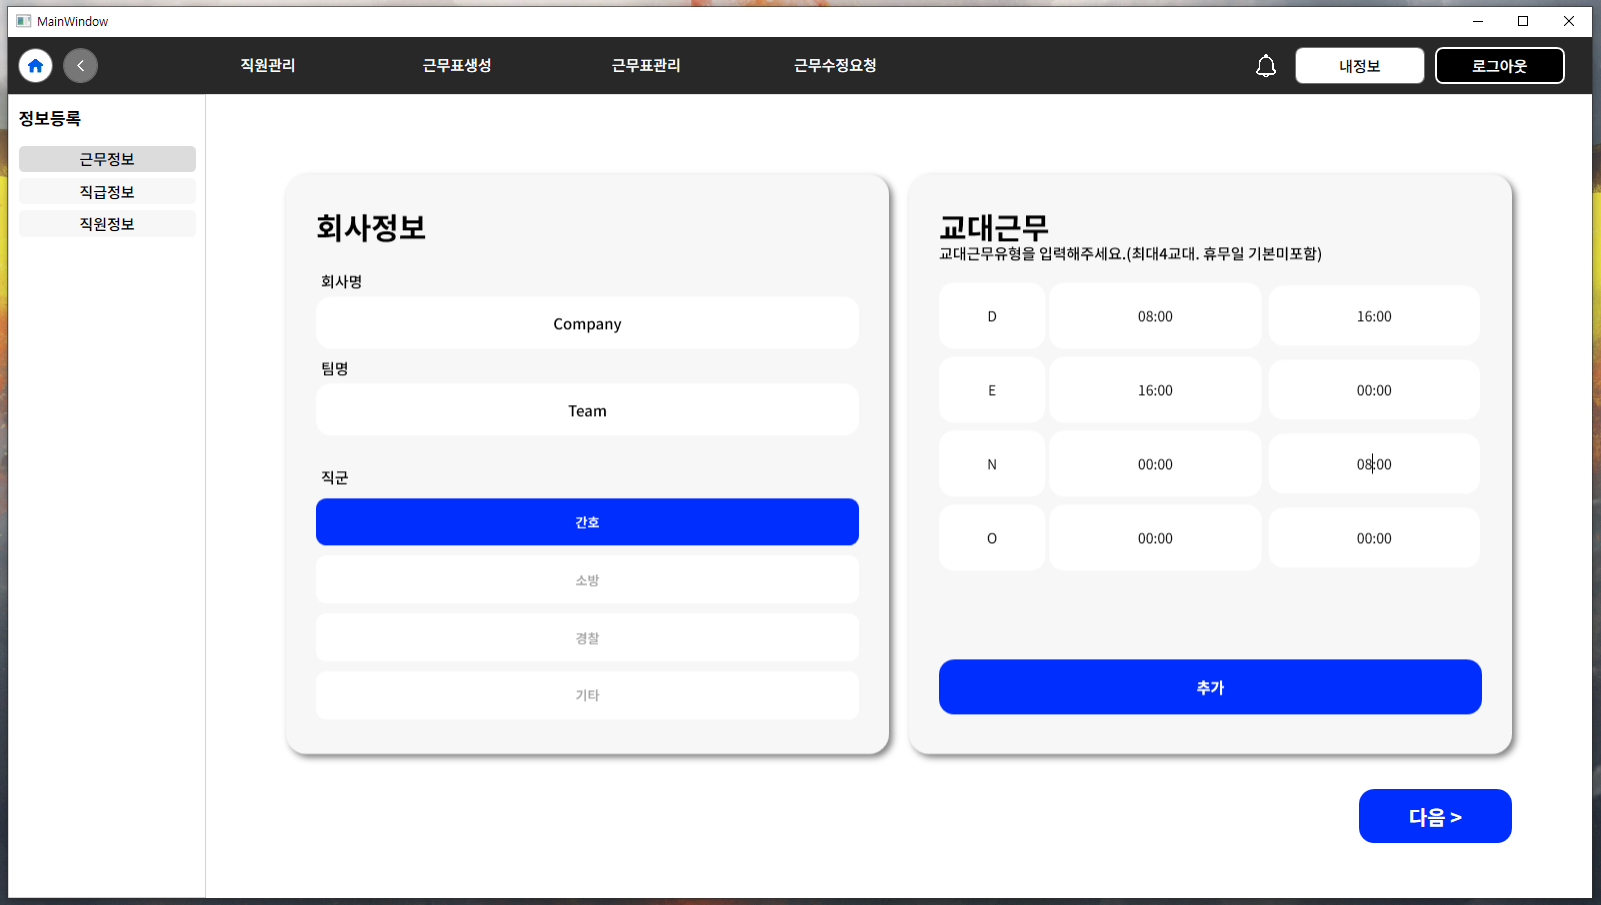 MainWindow
직원관리 근무표생성 근무표관리 근무수정요청 내정보 로그아웃
정보등록
근무정보
직급정보
직원정보
회사정보
회사명
Company
팀명
Team
직군
간호
소방
경찰
기타
교대근무
교대근무유형을 입력해주세요.(최대4교대. 휴무일 기본미포함)
D 08:00 16:00
E 16:00 00:00
N 00:00 08:00
O 00:00 00:00
추가
다음 >